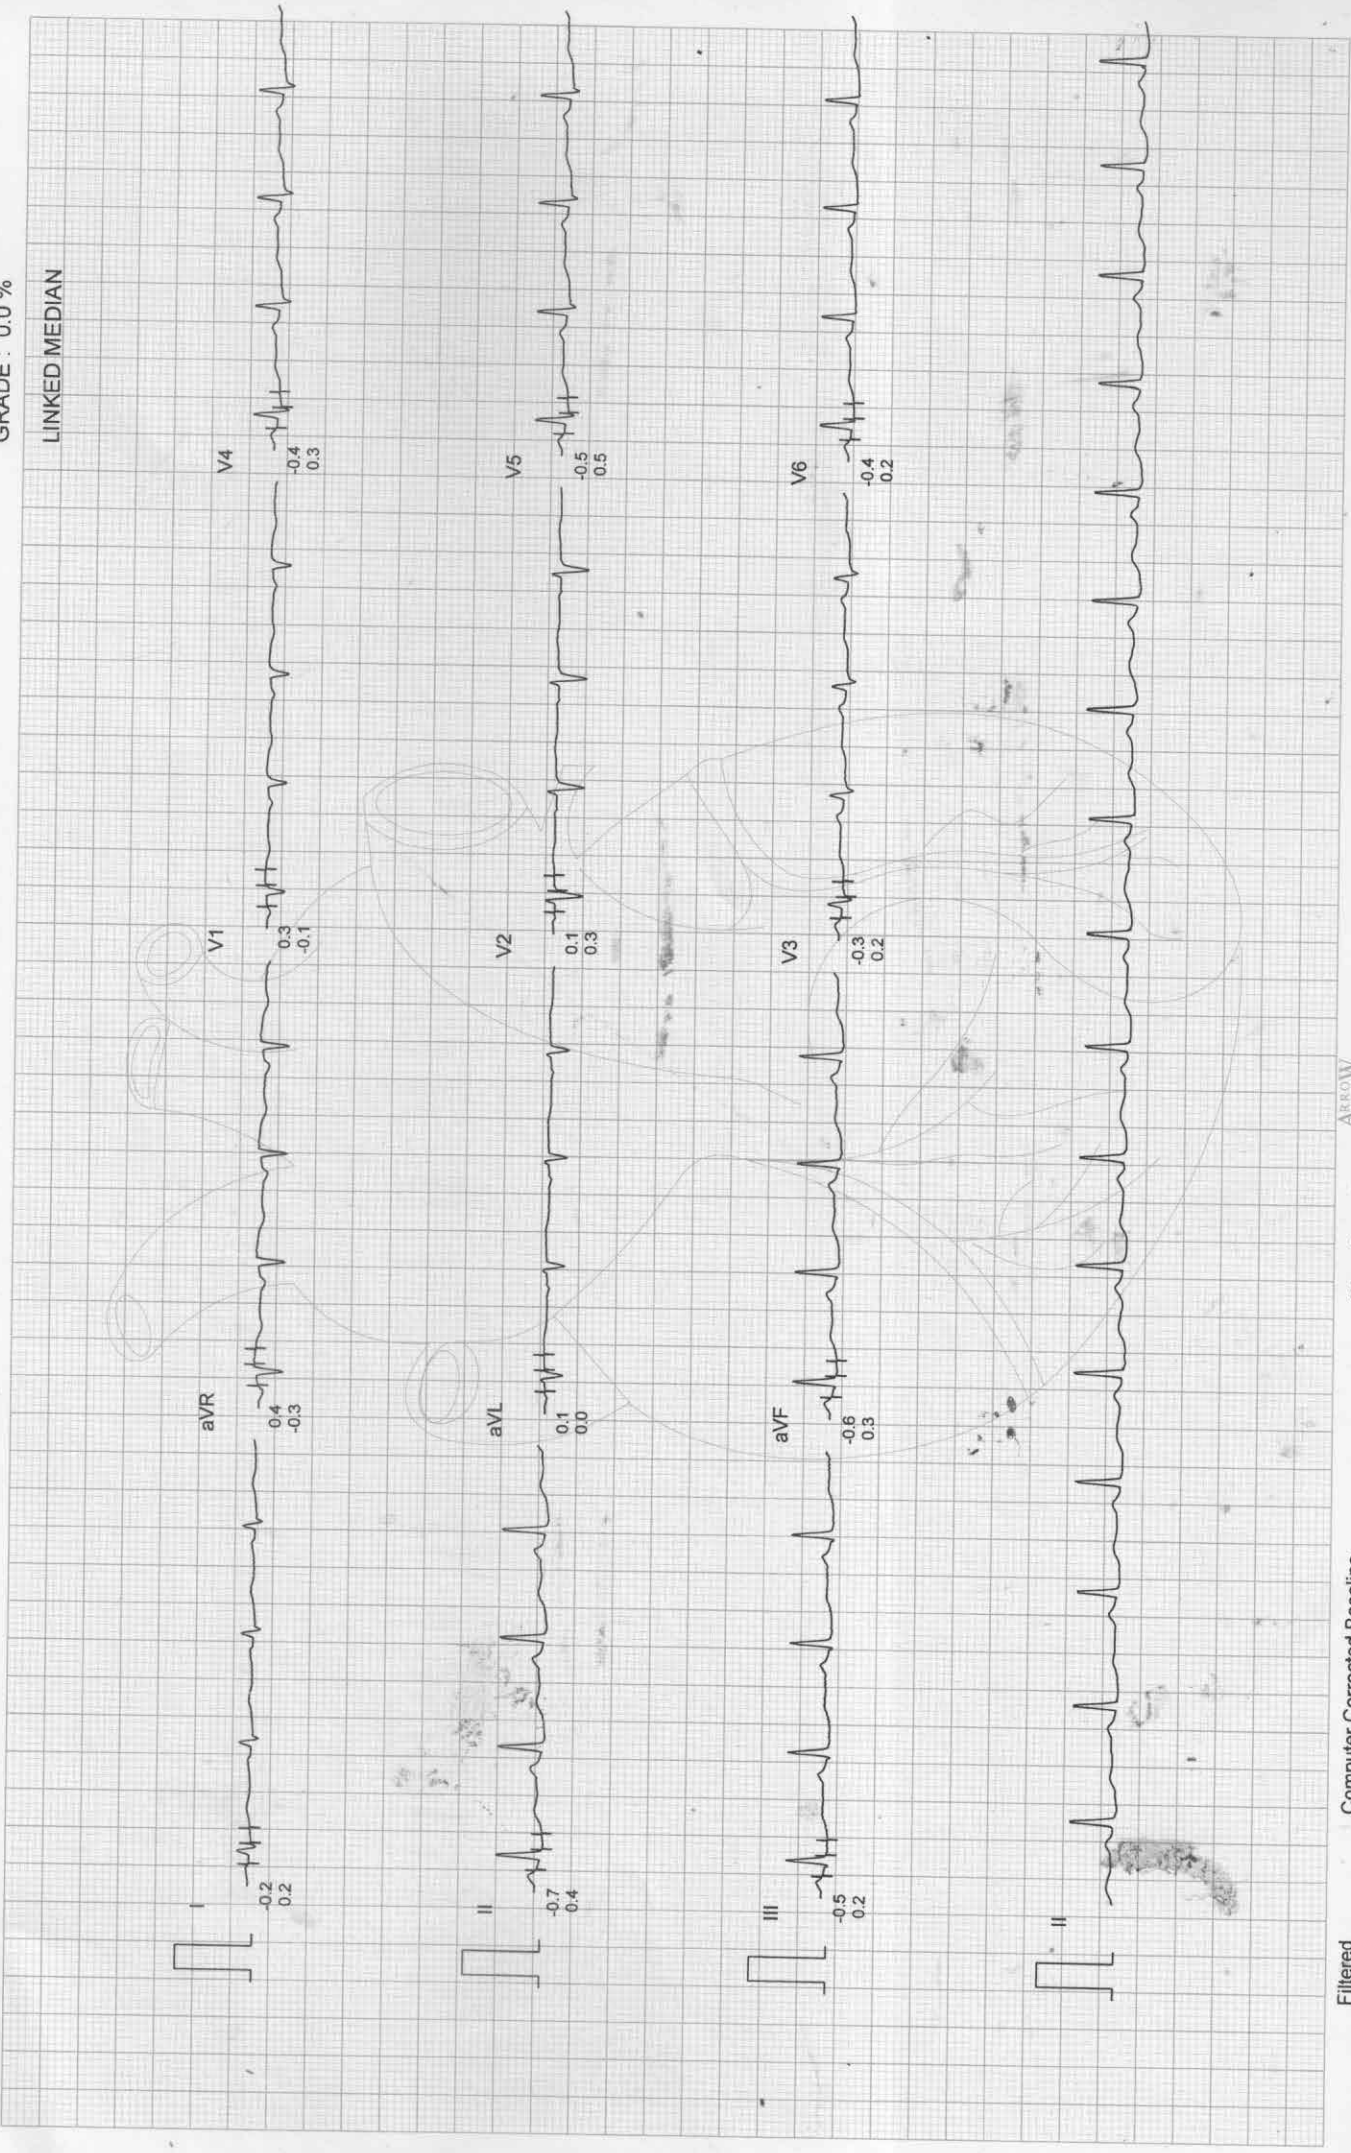 GRADE : 0.0 %
LINKED MEDIAN
I
-0.2
0.2
aVR
0.4
-0.3
V1
0.3
-0.1
V4
-0.4
0.3
II
-0.7
0.4
aVL
0.1
0.0
V2
0.1
0.3
V5
-0.5
0.5
III
-0.5
0.2
aVF
-0.6
0.3
V3
-0.3
0.2
V6
-0.4
0.2
II
Filtered
Computer Corrected Baseline
ARROW